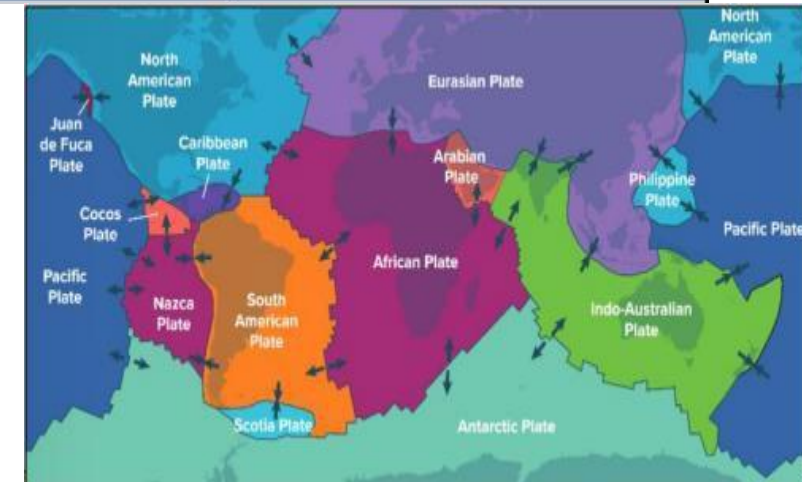 North
American
Plate
North
American
Plate
Eurasian Plate
Juan
de Fuca
Plate
Caribbean
Plate
Arabian
Plate
Philippine
Plate
Cocos
Plate
Pacific Plate
African Plate
Pacific
Plate
Nazca
Plate
South
American
Plate
Indo-Australian
Plate
Scotia Plate
Antarctic Plate